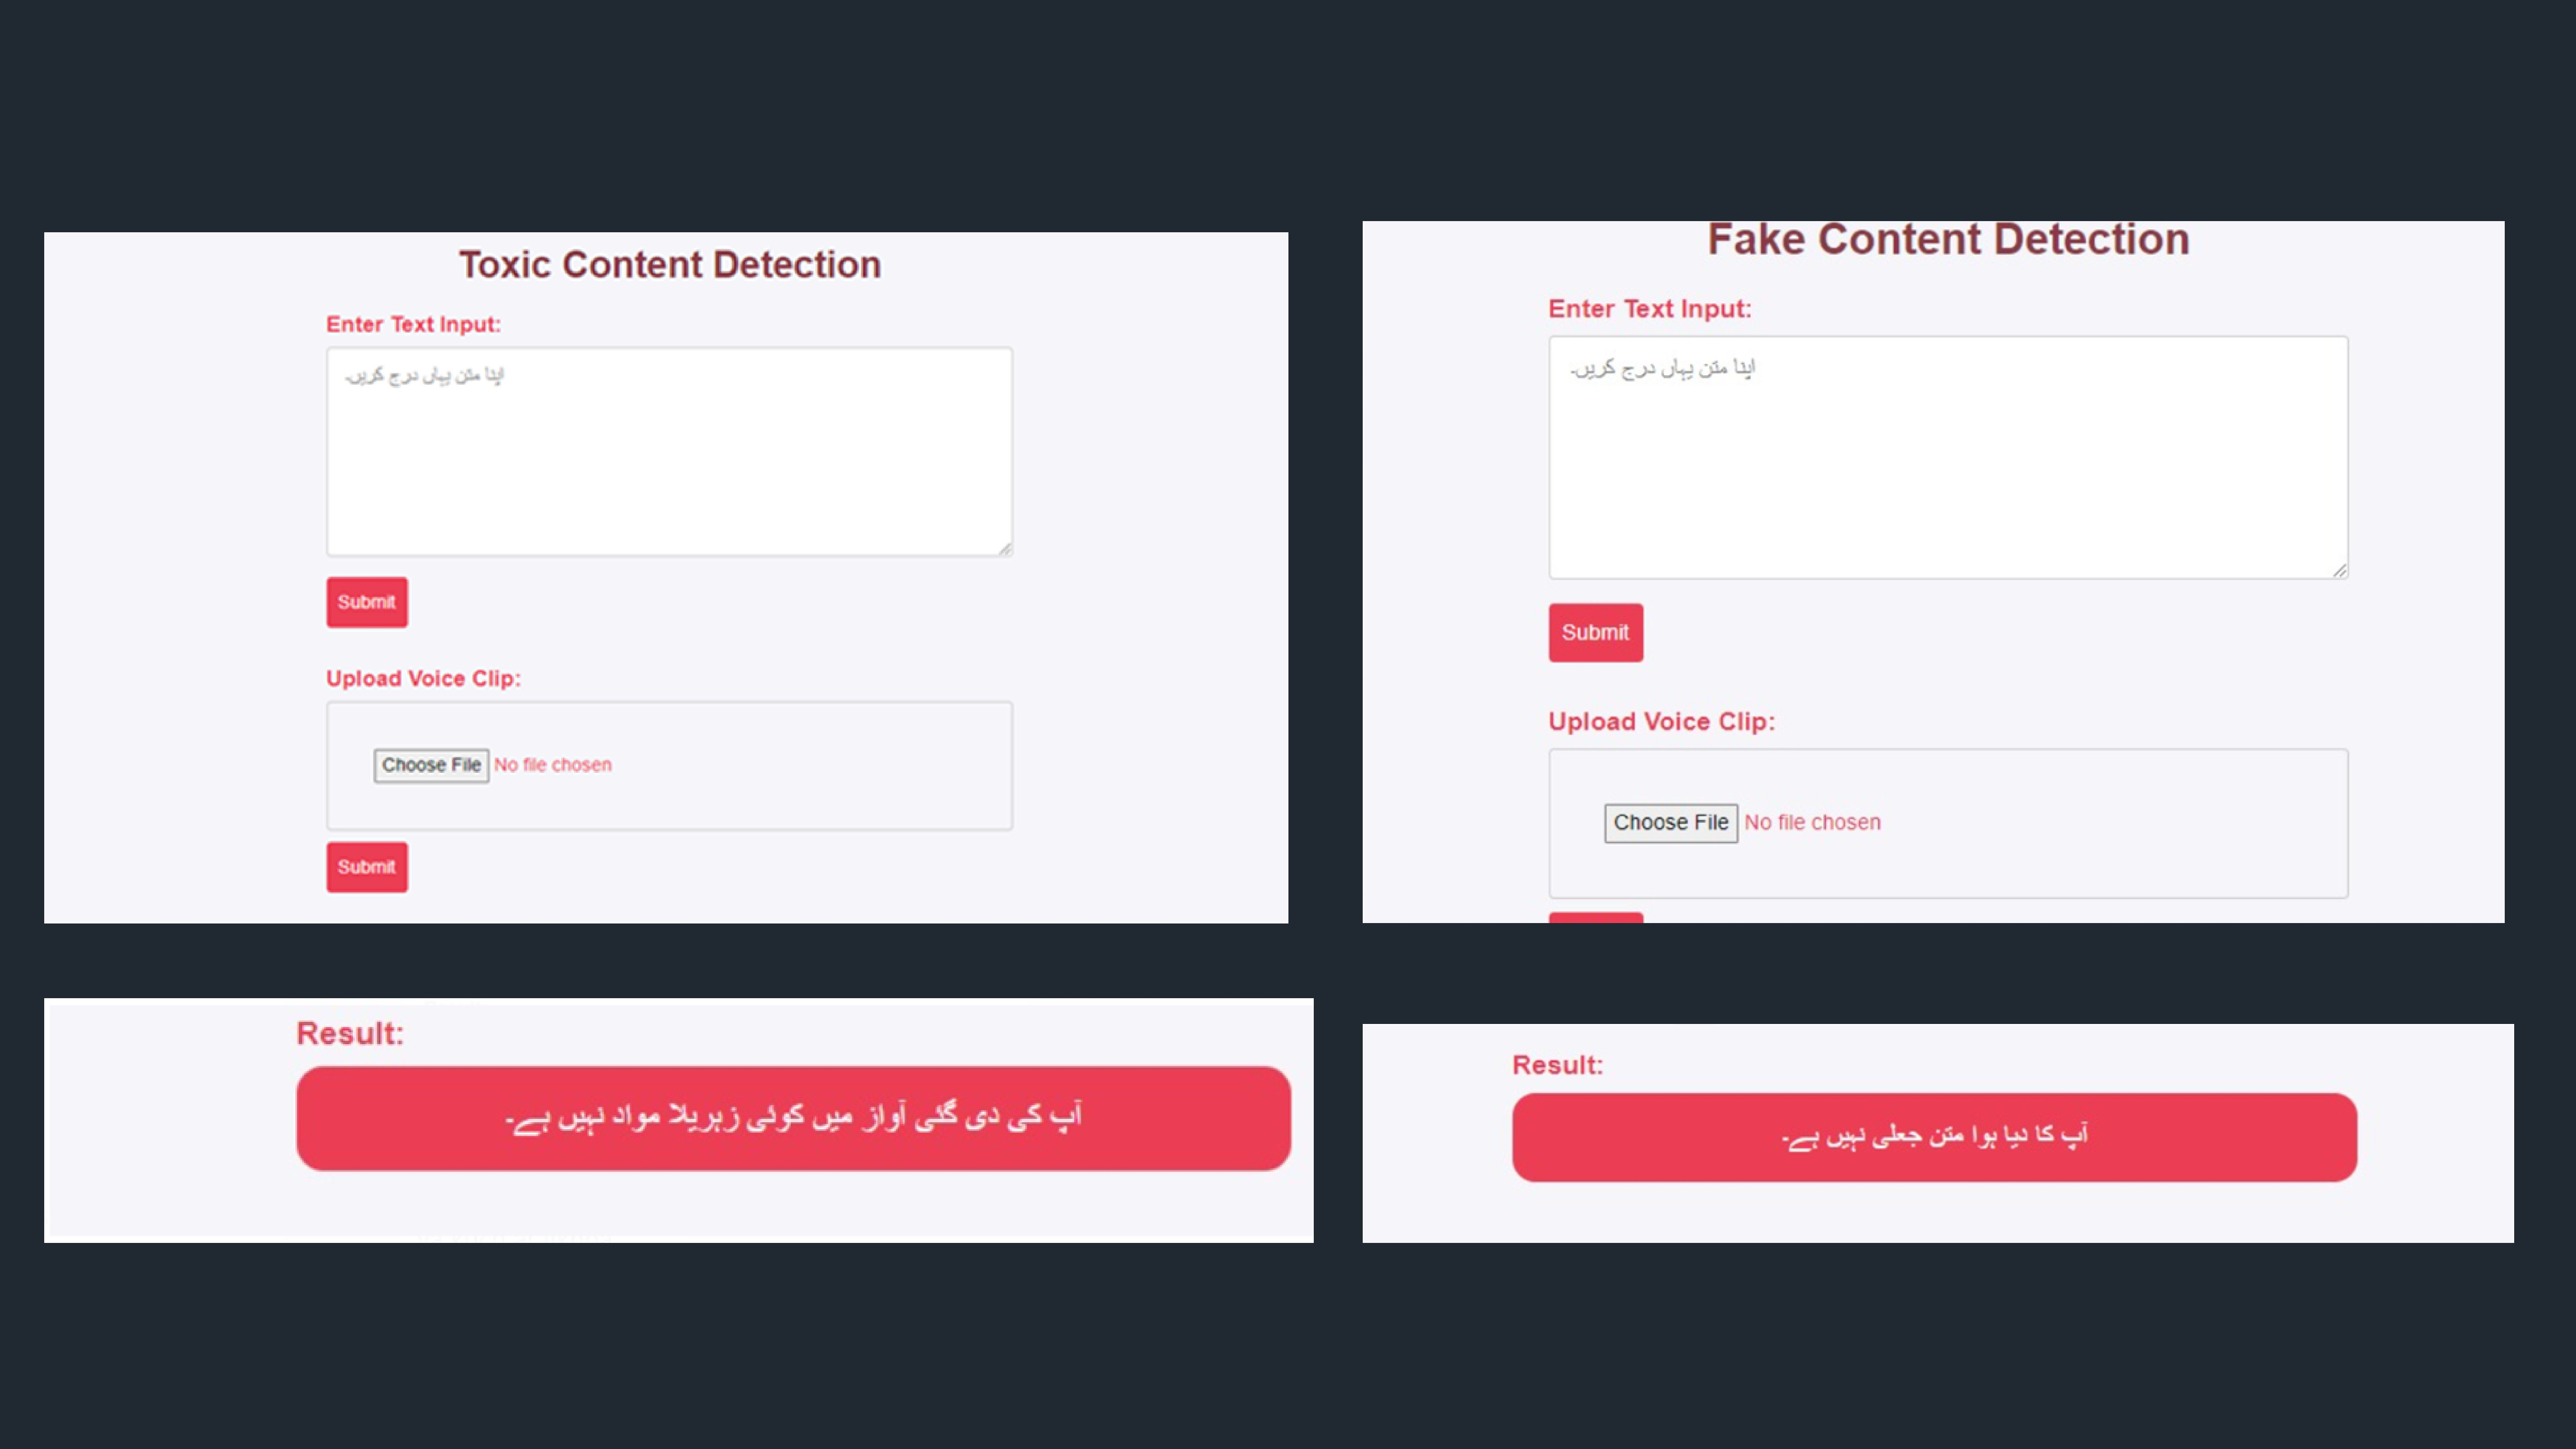 Toxic Content Detection
Enter Text Input:
اپنا متن یہاں درج کریں۔
Submit
Upload Voice Clip:
Choose File No file chosen
Submit
Fake Content Detection
Enter Text Input:
اپنا متن یہاں درج کریں۔
Submit
Upload Voice Clip:
Choose File No file chosen
Result:
آپ کی دی گئی آواز میں کوئی زہریلا مواد نہیں ہے۔
Result:
آپ کا دیا ہوا متن جعلی نہیں ہے۔